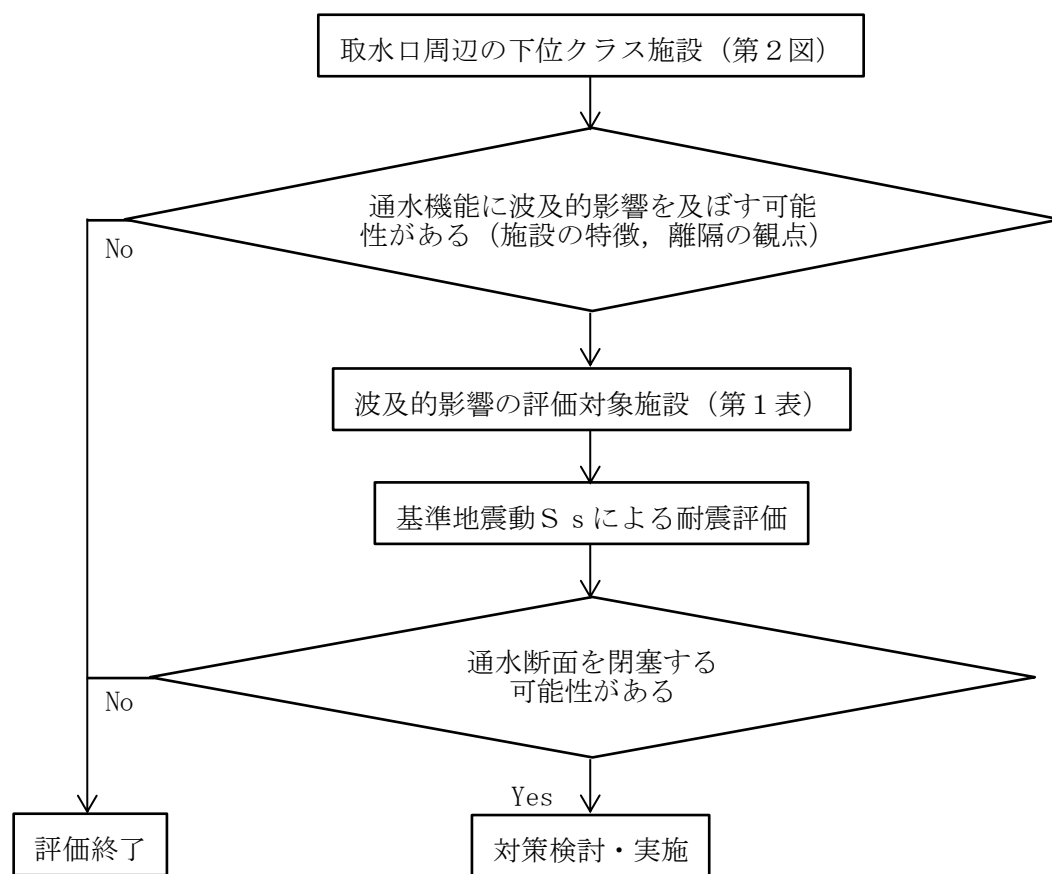 取水口周辺の下位クラス施設（第２図）
通水機能に波及的影響を及ぼす可能
性がある（施設の特徴，離隔の観点）
No
波及的影響の評価対象施設（第１表）
基準地震動Ｓｓによる耐震評価
通水断面を閉塞する
可能性がある
No
Yes
評価終了
対策検討・実施